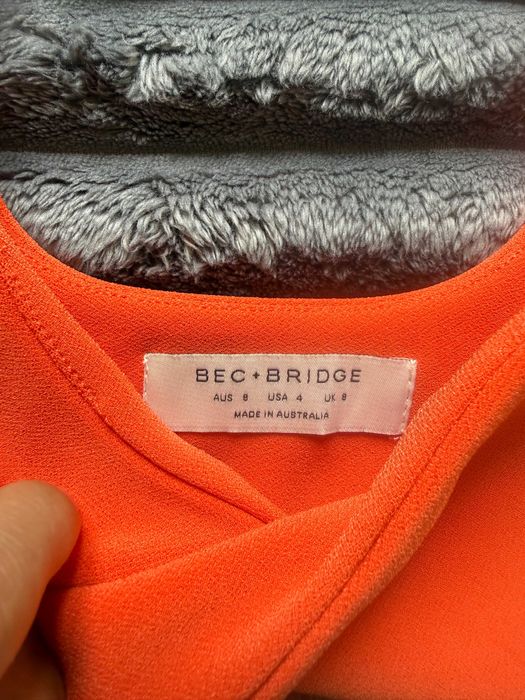 BEC+BRIDGE
AUS 8 USA 4 UK 8
MADE IN AUSTRALIA